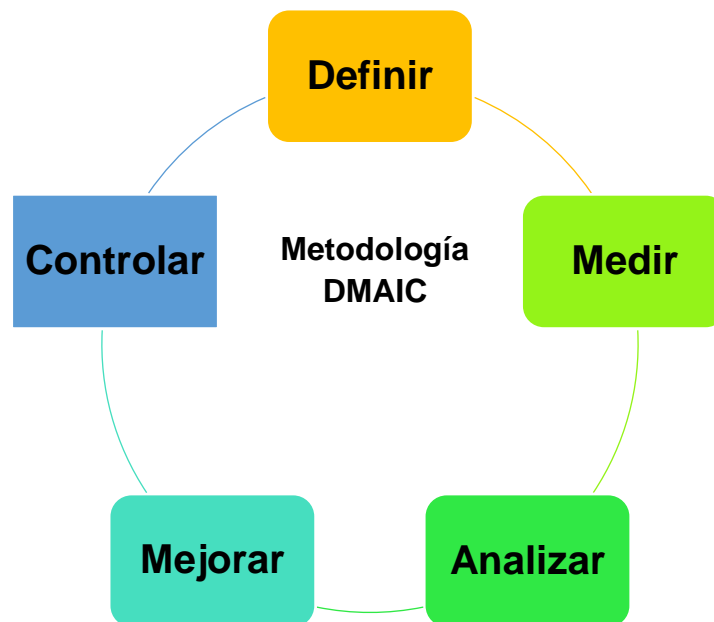 Definir
Controlar
Metodología
DMAIC
Medir
Mejorar
Analizar